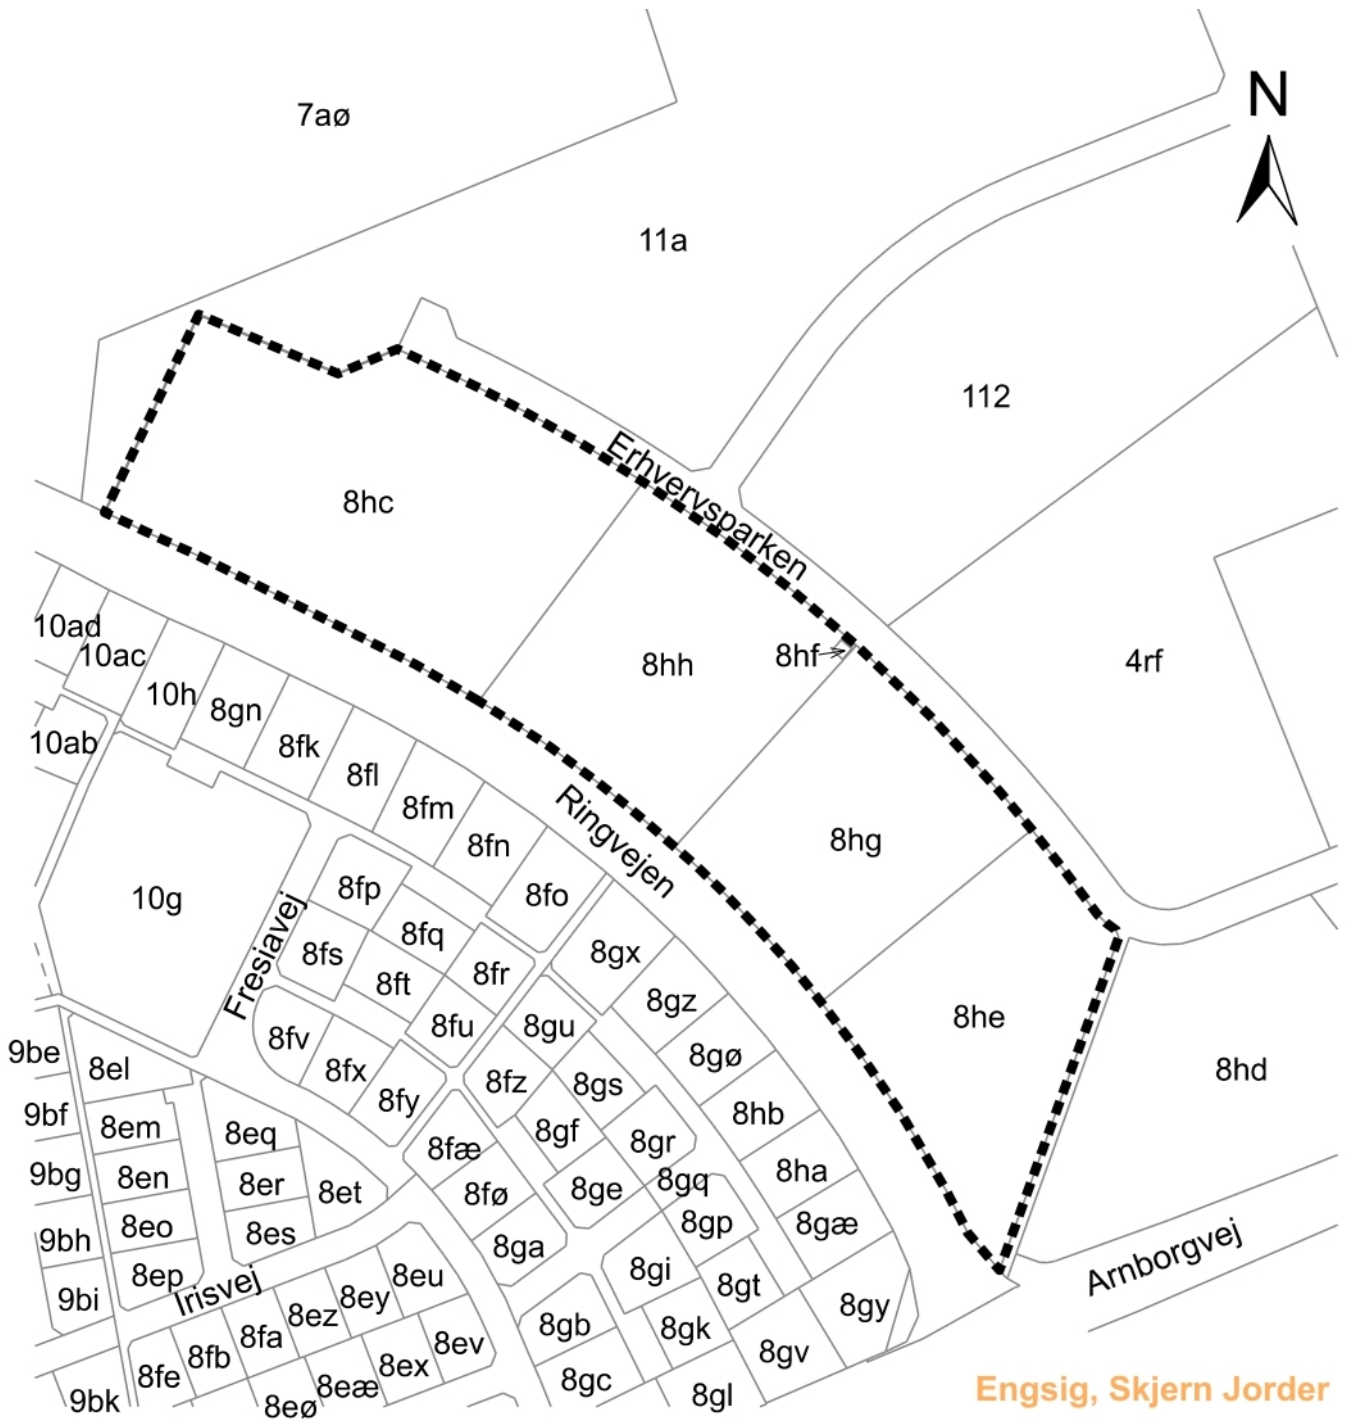 N
7aø
11a
112
Erhvervsparken
8hc
8hh
8hf
4rf
10ad
10ac
10h
8gn
10ab
8fk
8fl
8fm
8fn
8fo
Ringvejen
8hg
10g
Fresiavej
8fp
8fq
8fs
8ft
8fr
8gx
8gz
8fu
8gu
8gø
8he
8hd
9be
8el
8fv
8fx
8fy
8fz
8gs
9bf
8em
8eq
8hb
8gf
8gr
8fæ
9bg
8en
8er
8et
8fø
8ge
8gq
8ha
9bh
8eo
8es
8ga
8gp
8gæ
9bi
8ep
Irisvej
8eu
8gi
8gt
8gy
Arnborgvej
8ey
8ez
8fa
8ev
8gb
8gk
8gv
8fb
8fe
8ex
8eæ
8gc
8gl
9bk
8eø
Engsig, Skjern Jorder